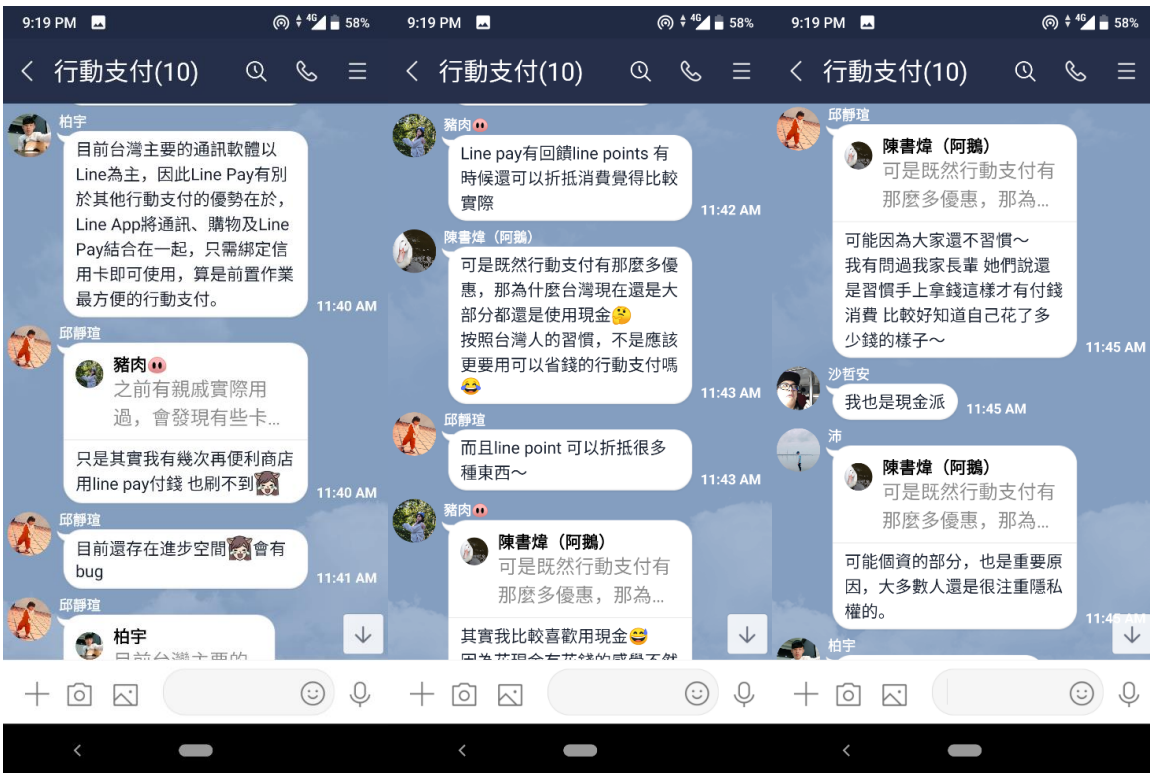 9:19 PM 4G 58%
行動支付(10)
柏宇
目前台灣主要的通訊軟體以
Line為主，因此Line Pay有別
於其他行動支付的優勢在於，
Line App將通訊、購物及Line
Pay結合在一起，只需綁定信
用卡即可使用，算是前置作業
最方便的行動支付。
11:40 AM
邱靜瑄
豬肉🐽
之前有親戚實際用
過，會發現有些卡...
只是其實我有幾次再便利商店
用line pay付錢 也刷不到
11:40 AM
邱靜瑄
目前還存在進步空間 會有
bug
11:41 AM
邱靜瑄
柏宇
目前台灣主要的
9:19 PM 4G 58%
行動支付(10)
豬肉🐽
Line pay有回饋line points 有
時候還可以折抵消費覺得比較
實際
11:42 AM
陳書煒（阿鵝）
可是既然行動支付有那麼多優
惠，那為什麼台灣現在還是大
部分都還是使用現金🤔
按照台灣人的習慣，不是應該
更要用可以省錢的行動支付嗎
😂
11:43 AM
邱靜瑄
而且line point 可以折抵很多
種東西～
11:43 AM
豬肉🐽
陳書煒（阿鵝）
可是既然行動支付有
那麼多優惠，那為...
其實我比較喜歡用現金😅
因為花現金有花錢的感覺不然
9:19 PM 4G 58%
行動支付(10)
邱靜瑄
陳書煒（阿鵝）
可是既然行動支付有
那麼多優惠，那為...
可能因為大家還不習慣～
我有問過我家長輩 她們說還
是習慣手上拿錢這樣才有付錢
消費 比較好知道自己花了多
少錢的樣子～
11:45 AM
沙哲安
我也是現金派
11:45 AM
沛
陳書煒（阿鵝）
可是既然行動支付有
那麼多優惠，那為...
可能個資的部分，也是重要原
因，大多數人還是很注重隱私
權的。
柏宇